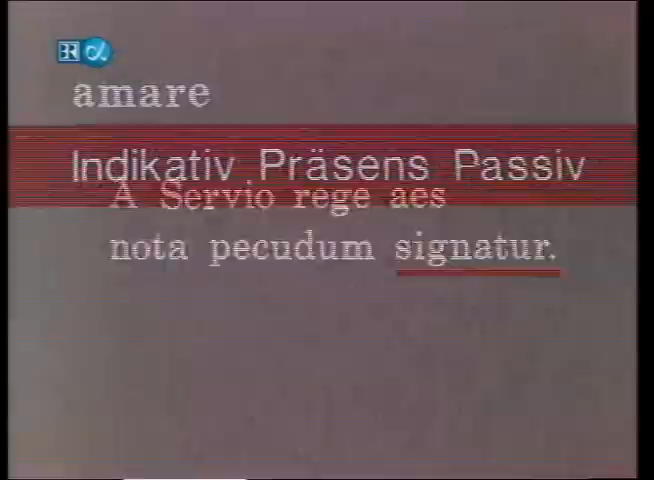 BR α
amare
Indikativ Präsens Passiv
A Servio rege aes
nota pecudum signatur.